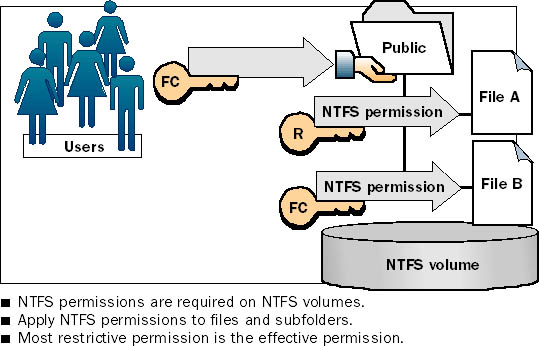 Public
FC
File A
NTFS permission
R
Users
NTFS permission
File B
FC
NTFS volume
■ NTFS permissions are required on NTFS volumes.
■ Apply NTFS permissions to files and subfolders.
■ Most restrictive permission is the effective permission.